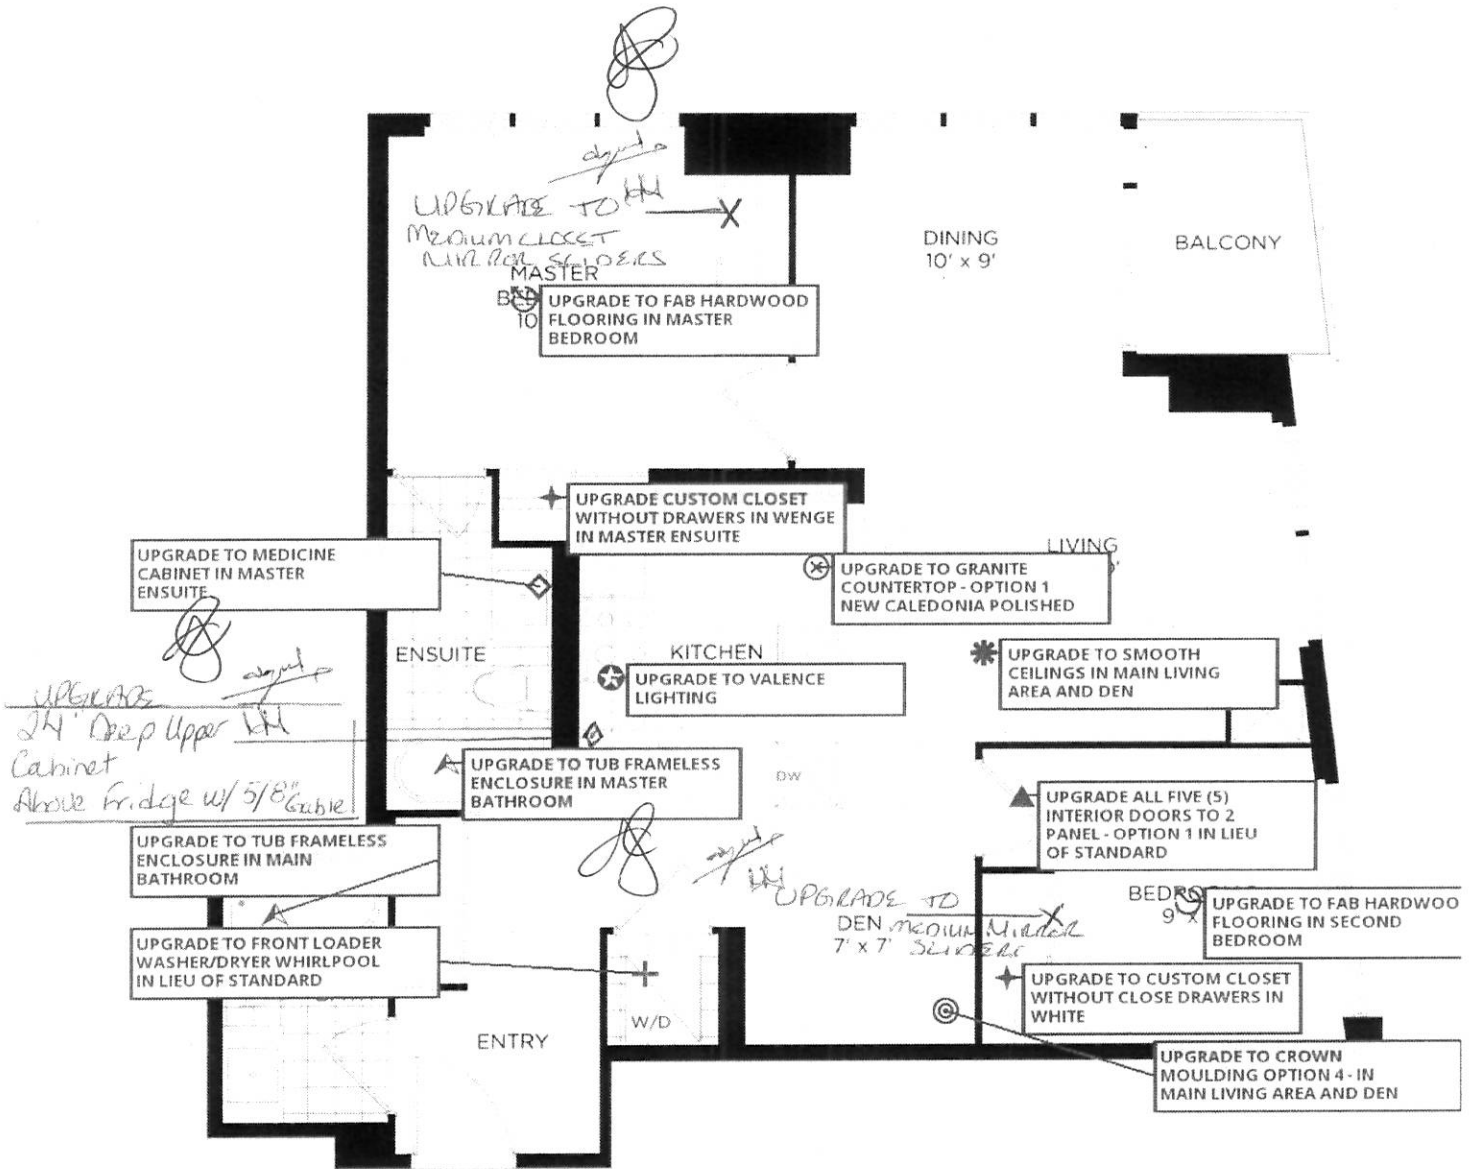 UPGRADE TO
MEDIUM CLOSET
MIRROR SLIDERS
MASTER
10
UPGRADE TO FAB HARDWOOD
FLOORING IN MASTER
BEDROOM
DINING
10' x 9'
BALCONY
UPGRADE CUSTOM CLOSET
WITHOUT DRAWERS IN WENGE
IN MASTER ENSUITE
UPGRADE TO MEDICINE
CABINET IN MASTER
ENSUITE
LIVING
UPGRADE TO GRANITE
COUNTERTOP - OPTION 1
NEW CALEDONIA POLISHED
ENSUITE
KITCHEN
UPGRADE TO VALENCE
LIGHTING
UPGRADE TO SMOOTH
CEILINGS IN MAIN LIVING
AREA AND DEN
UPGRADE
24" Deep Upper
Cabinet
Above Fridge w/ 5/8" Gable
UPGRADE TO TUB FRAMELESS
ENCLOSURE IN MASTER
BATHROOM
DW
UPGRADE ALL FIVE (5)
INTERIOR DOORS TO 2
PANEL - OPTION 1 IN LIEU
OF STANDARD
UPGRADE TO TUB FRAMELESS
ENCLOSURE IN MAIN
BATHROOM
UPGRADE TO
DEN MEDIUM MIRROR
7' x 7' SLIDERS
9' x
UPGRADE TO FAB HARDWOO
FLOORING IN SECOND
BEDROOM
UPGRADE TO FRONT LOADER
WASHER/DRYER WHIRLPOOL
IN LIEU OF STANDARD
UPGRADE TO CUSTOM CLOSET
WITHOUT CLOSE DRAWERS IN
WHITE
W/D
ENTRY
UPGRADE TO CROWN
MOULDING OPTION 4 - IN
MAIN LIVING AREA AND DEN